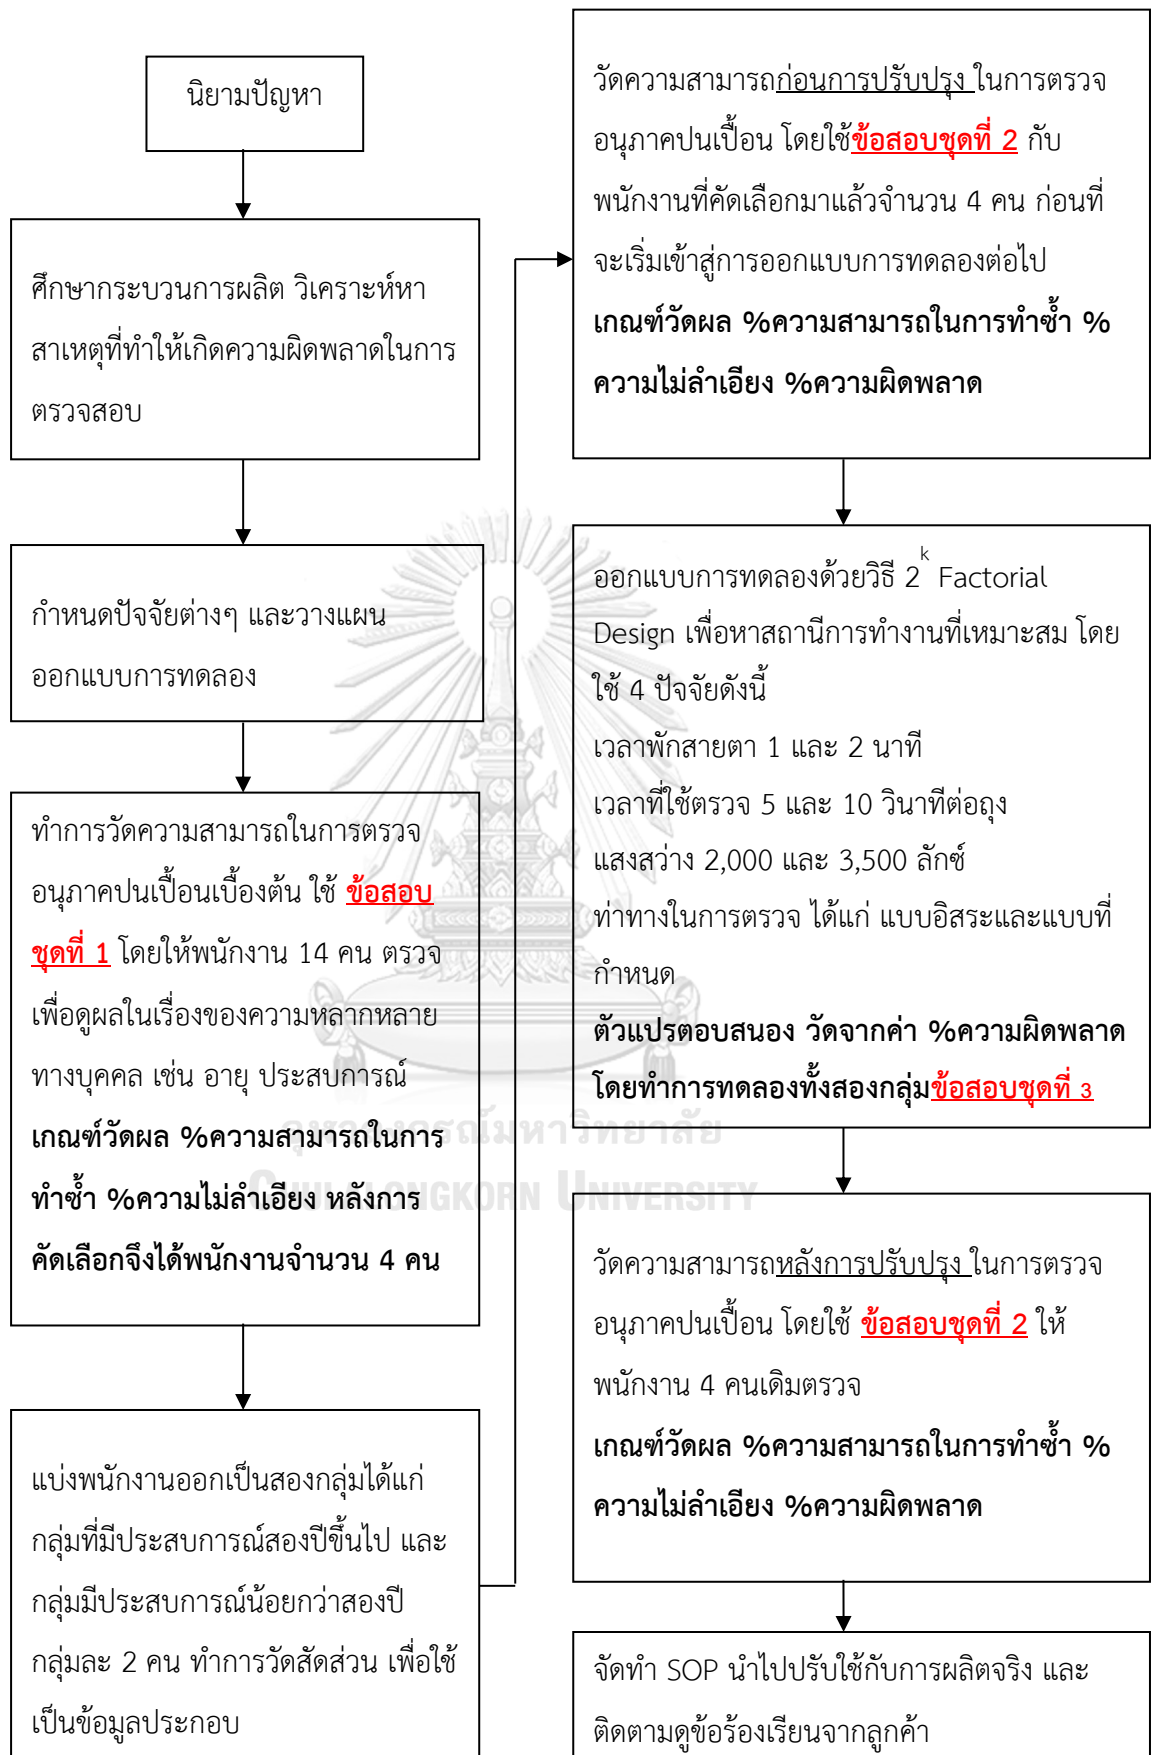 นิยามปัญหา
ศึกษากระบวนการผลิต วิเคราะห์หา
สาเหตุที่ทำให้เกิดความผิดพลาดในการ
ตรวจสอบ
กำหนดปัจจัยต่างๆ และวางแผน
ออกแบบการทดลอง
ทำการวัดความสามารถในการตรวจ
อนุภาคปนเปื้อนเบื้องต้น ใช้ ข้อสอบ
ชุดที่ 1 โดยให้พนักงาน 14 คน ตรวจ
เพื่อดูผลในเรื่องของความหลากหลาย
ทางบุคคล เช่น อายุ ประสบการณ์
เกณฑ์วัดผล %ความสามารถในการ
ทำซ้ำ %ความไม่ลำเอียง หลังการ
คัดเลือกจึงได้พนักงานจำนวน 4 คน
แบ่งพนักงานออกเป็นสองกลุ่มได้แก่
กลุ่มที่มีประสบการณ์สองปีขึ้นไป และ
กลุ่มมีประสบการณ์น้อยกว่าสองปี
กลุ่มละ 2 คน ทำการวัดสัดส่วน เพื่อใช้
เป็นข้อมูลประกอบ
วัดความสามารถก่อนการปรับปรุง ในการตรวจ
อนุภาคปนเปื้อน โดยใช้ข้อสอบชุดที่ 2 กับ
พนักงานที่คัดเลือกมาแล้วจำนวน 4 คน ก่อนที่
จะเริ่มเข้าสู่การออกแบบการทดลองต่อไป
เกณฑ์วัดผล %ความสามารถในการทำซ้ำ %
ความไม่ลำเอียง %ความผิดพลาด
ออกแบบการทดลองด้วยวิธี 2^k Factorial
Design เพื่อหาสถานีการทำงานที่เหมาะสม โดย
ใช้ 4 ปัจจัยดังนี้
เวลาพักสายตา 1 และ 2 นาที
เวลาที่ใช้ตรวจ 5 และ 10 วินาทีต่อถุง
แสงสว่าง 2,000 และ 3,500 ลักซ์
ท่าทางในการตรวจ ได้แก่ แบบอิสระและแบบที่
กำหนด
ตัวแปรตอบสนอง วัดจากค่า %ความผิดพลาด
โดยทำการทดลองทั้งสองกลุ่มข้อสอบชุดที่ 3
วัดความสามารถหลังการปรับปรุง ในการตรวจ
อนุภาคปนเปื้อน โดยใช้ ข้อสอบชุดที่ 2 ให้
พนักงาน 4 คนเดิมตรวจ
เกณฑ์วัดผล %ความสามารถในการทำซ้ำ %
ความไม่ลำเอียง %ความผิดพลาด
จัดทำ SOP นำไปปรับใช้กับการผลิตจริง และ
ติดตามดูข้อร้องเรียนจากลูกค้า
จุฬาลงกรณ์มหาวิทยาลัย
CHULALONGKORN UNIVERSITY